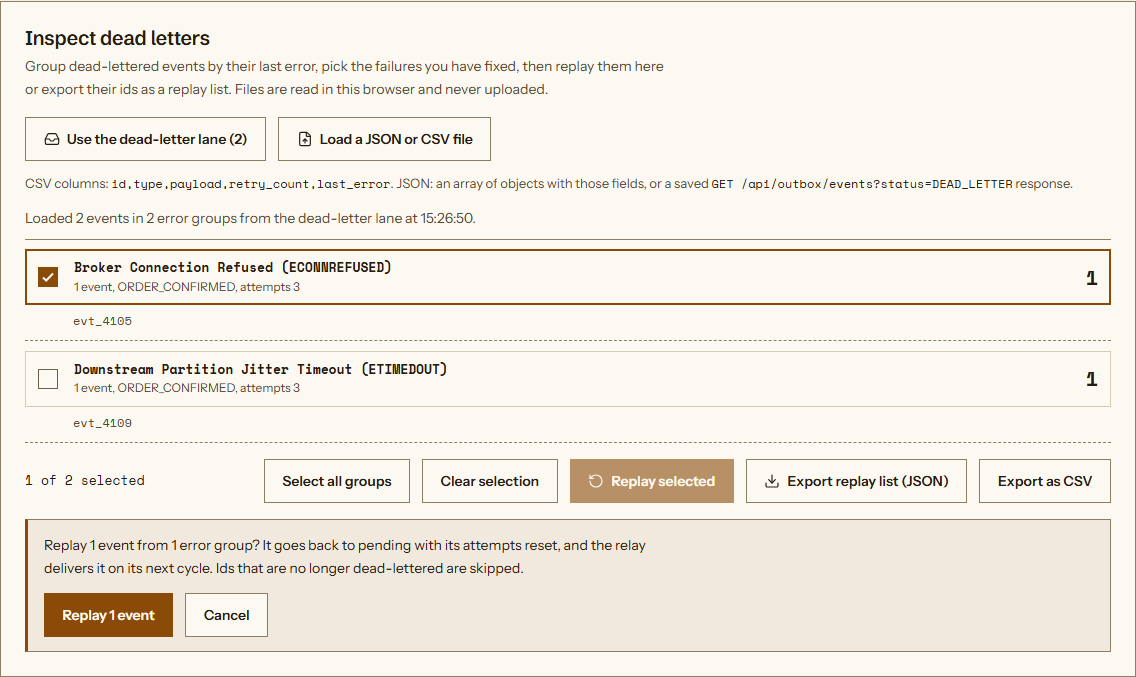 Inspect dead letters
Group dead-lettered events by their last error, pick the failures you have fixed, then replay them here
or export their ids as a replay list. Files are read in this browser and never uploaded.
Use the dead-letter lane (2)
Load a JSON or CSV file
CSV columns: id,type,payload,retry_count,last_error. JSON: an array of objects with those fields, or a saved GET /api/outbox/events?status=DEAD_LETTER response.
Loaded 2 events in 2 error groups from the dead-letter lane at 15:26:50.
Broker Connection Refused (ECONNREFUSED)
1 event, ORDER_CONFIRMED, attempts 3
1
evt_4105
Downstream Partition Jitter Timeout (ETIMEDOUT)
1 event, ORDER_CONFIRMED, attempts 3
1
evt_4109
1 of 2 selected
Select all groups
Clear selection
Replay selected
Export replay list (JSON)
Export as CSV
Replay 1 event from 1 error group? It goes back to pending with its attempts reset, and the relay
delivers it on its next cycle. Ids that are no longer dead-lettered are skipped.
Replay 1 event
Cancel